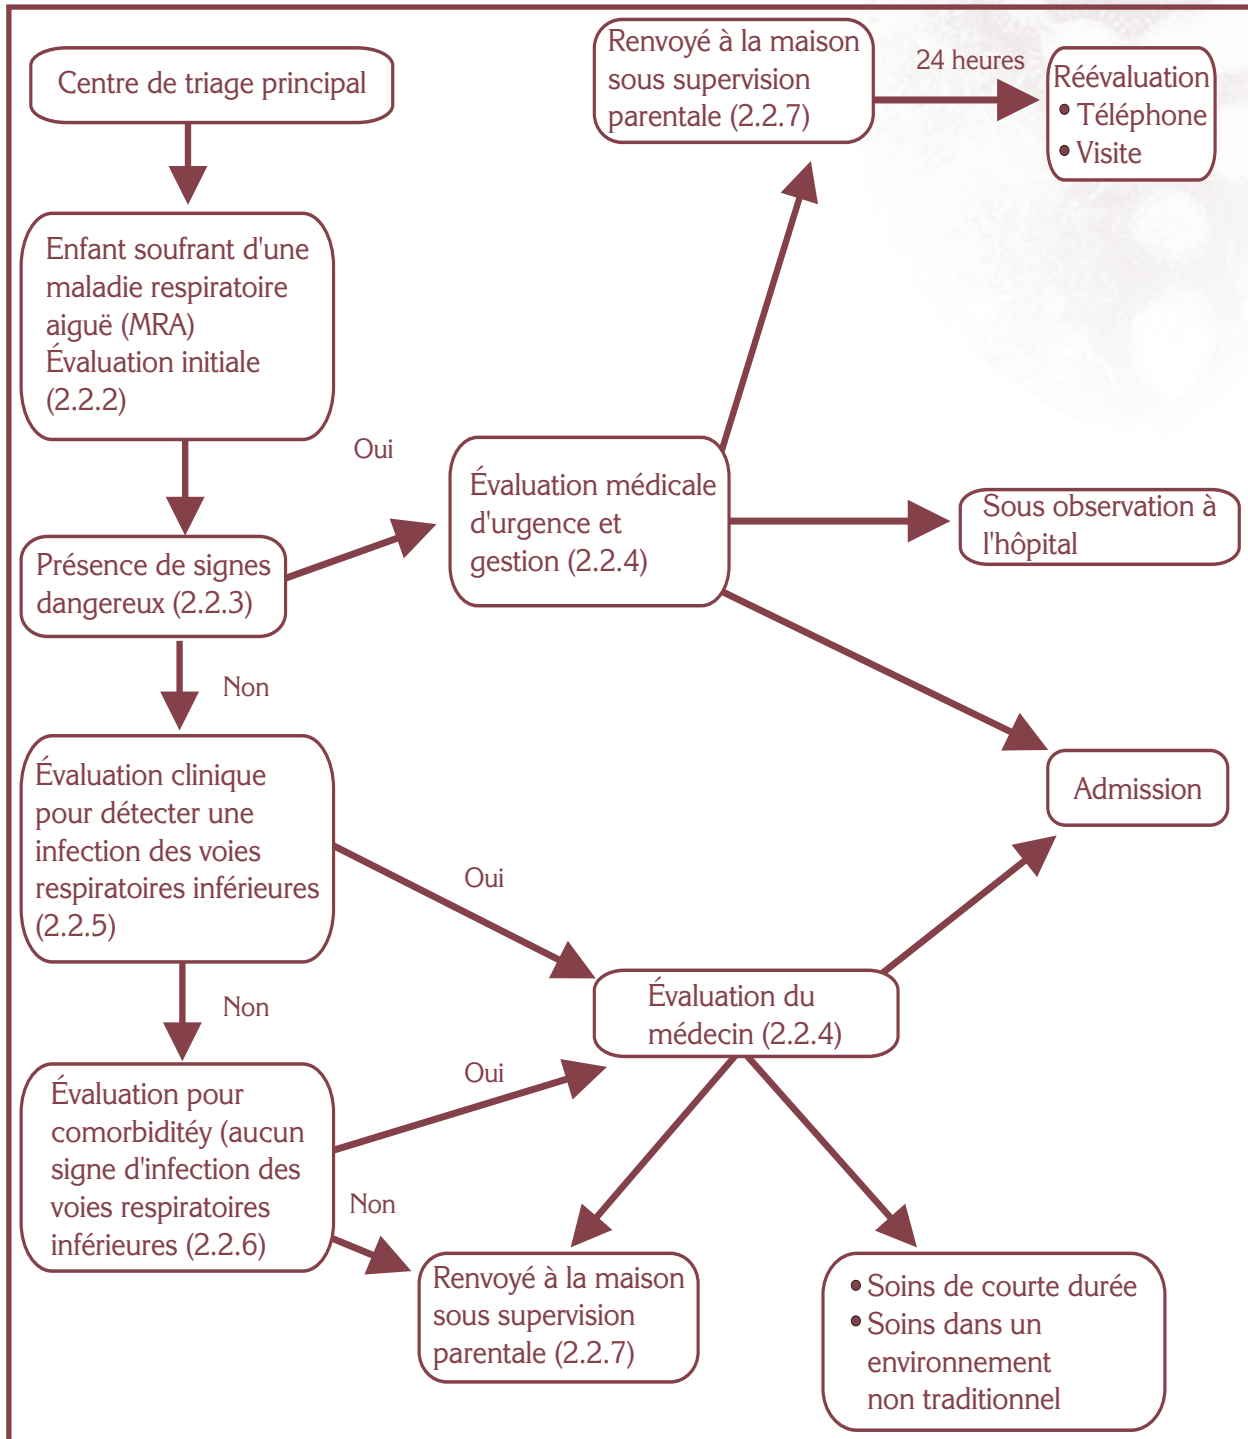 Centre de triage principal
Enfant soufrant d'une
maladie respiratoire
aiguë (MRA)
Évaluation initiale
(2.2.2)
Présence de signes
dangereux (2.2.3)
Oui
Non
Évaluation médicale
d'urgence et
gestion (2.2.4)
Renvoyé à la maison
sous supervision
parentale (2.2.7)
24 heures
Réévaluation
• Téléphone
• Visite
Sous observation à
l'hôpital
Admission
Évaluation clinique
pour détecter une
infection des voies
respiratoires inférieures
(2.2.5)
Oui
Non
Évaluation du
médecin (2.2.4)
Évaluation pour
comorbiditéy (aucun
signe d'infection des
voies respiratoires
inférieures (2.2.6)
Oui
Non
Renvoyé à la maison
sous supervision
parentale (2.2.7)
• Soins de courte durée
• Soins dans un
environnement
non traditionnel